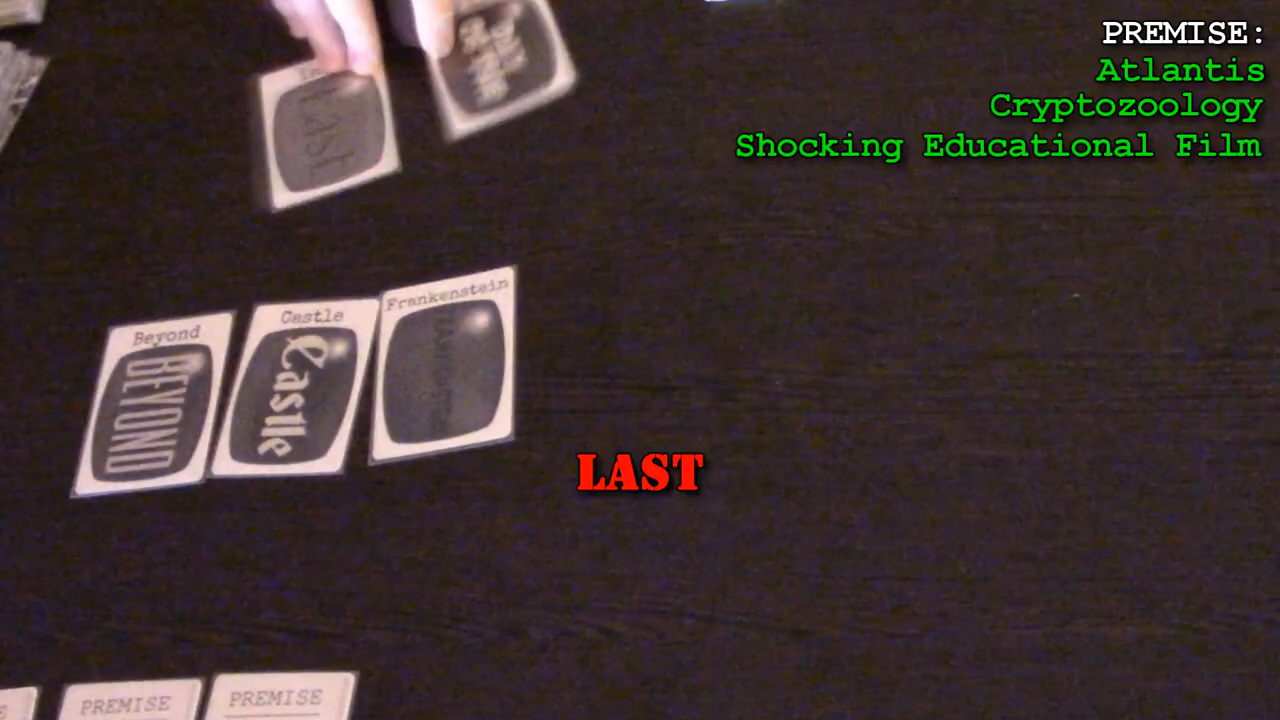 PREMISE:
Atlantis
Cryptozoology
Shocking Educational Film
Last
Frankenstein
Castle
Castle
Beyond
BEYOND
LAST
PREMISE
PREMISE